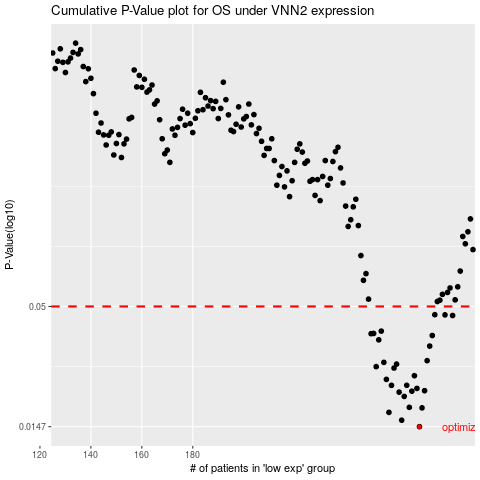 Cumulative P-Value plot for OS under VNN2 expression
P-Value(log10)
0.05
0.0147
optimiz
120 140 160 180
# of patients in 'low exp' group